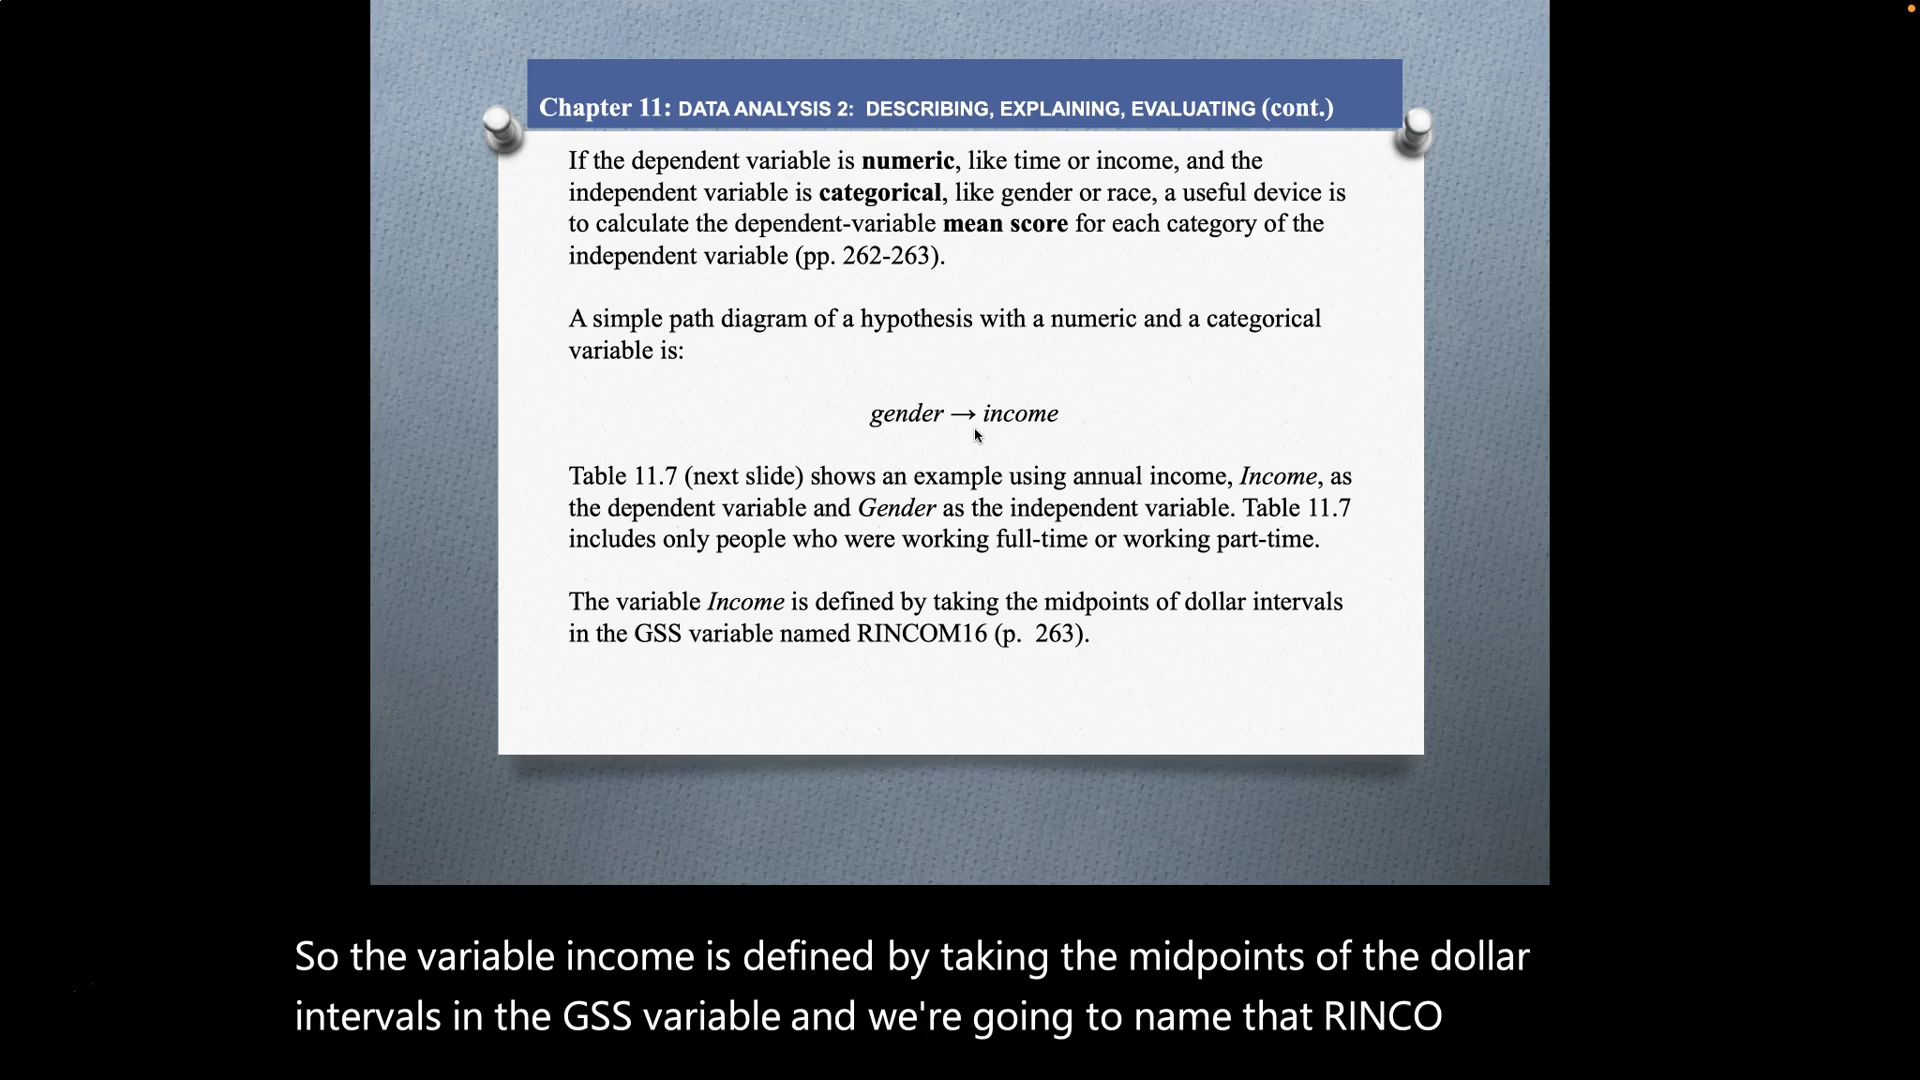 Chapter 11: DATA ANALYSIS 2: DESCRIBING, EXPLAINING, EVALUATING (cont.)
If the dependent variable is numeric, like time or income, and the
independent variable is categorical, like gender or race, a useful device is
to calculate the dependent-variable mean score for each category of the
independent variable (pp. 262-263).
A simple path diagram of a hypothesis with a numeric and a categorical
variable is:
gender → income
Table 11.7 (next slide) shows an example using annual income, Income, as
the dependent variable and Gender as the independent variable. Table 11.7
includes only people who were working full-time or working part-time.
The variable Income is defined by taking the midpoints of dollar intervals
in the GSS variable named RINCOM16 (p. 263).
So the variable income is defined by taking the midpoints of the dollar
intervals in the GSS variable and we're going to name that RINCO